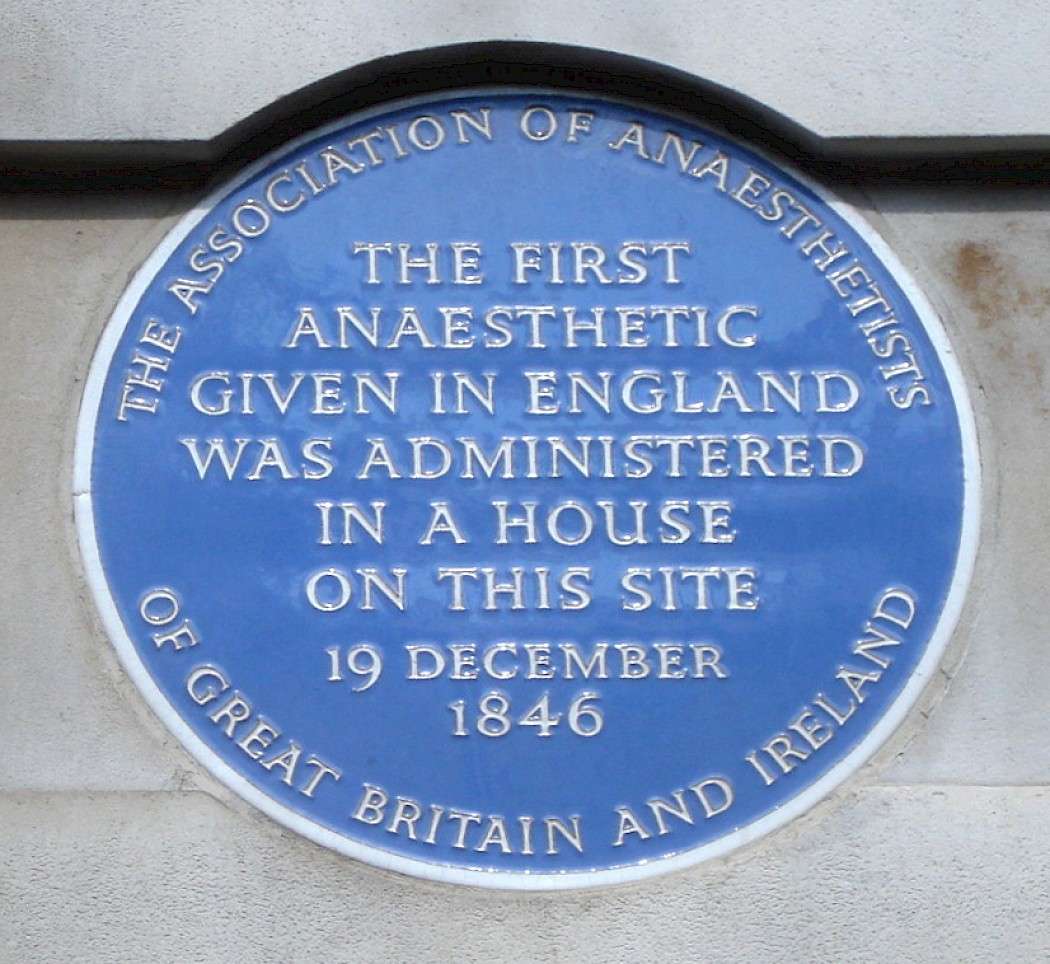 THE ASSOCIATION OF ANAESTHETISTS
THE FIRST
ANAESTHETIC
GIVEN IN ENGLAND
WAS ADMINISTERED
IN A HOUSE
ON THIS SITE
19 DECEMBER
1846
OF GREAT BRITAIN AND IRELAND